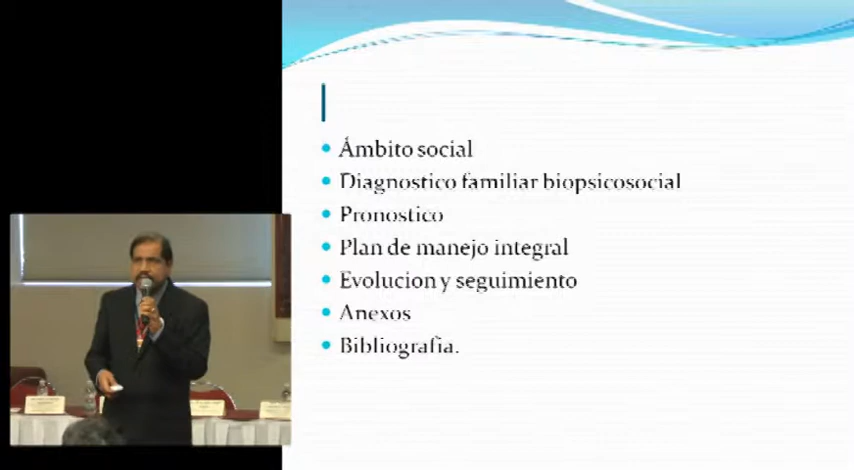 Ámbito social
Diagnostico familiar biopsicosocial
Pronostico
Plan de manejo integral
Evolucion y seguimiento
Anexos
Bibliografia.